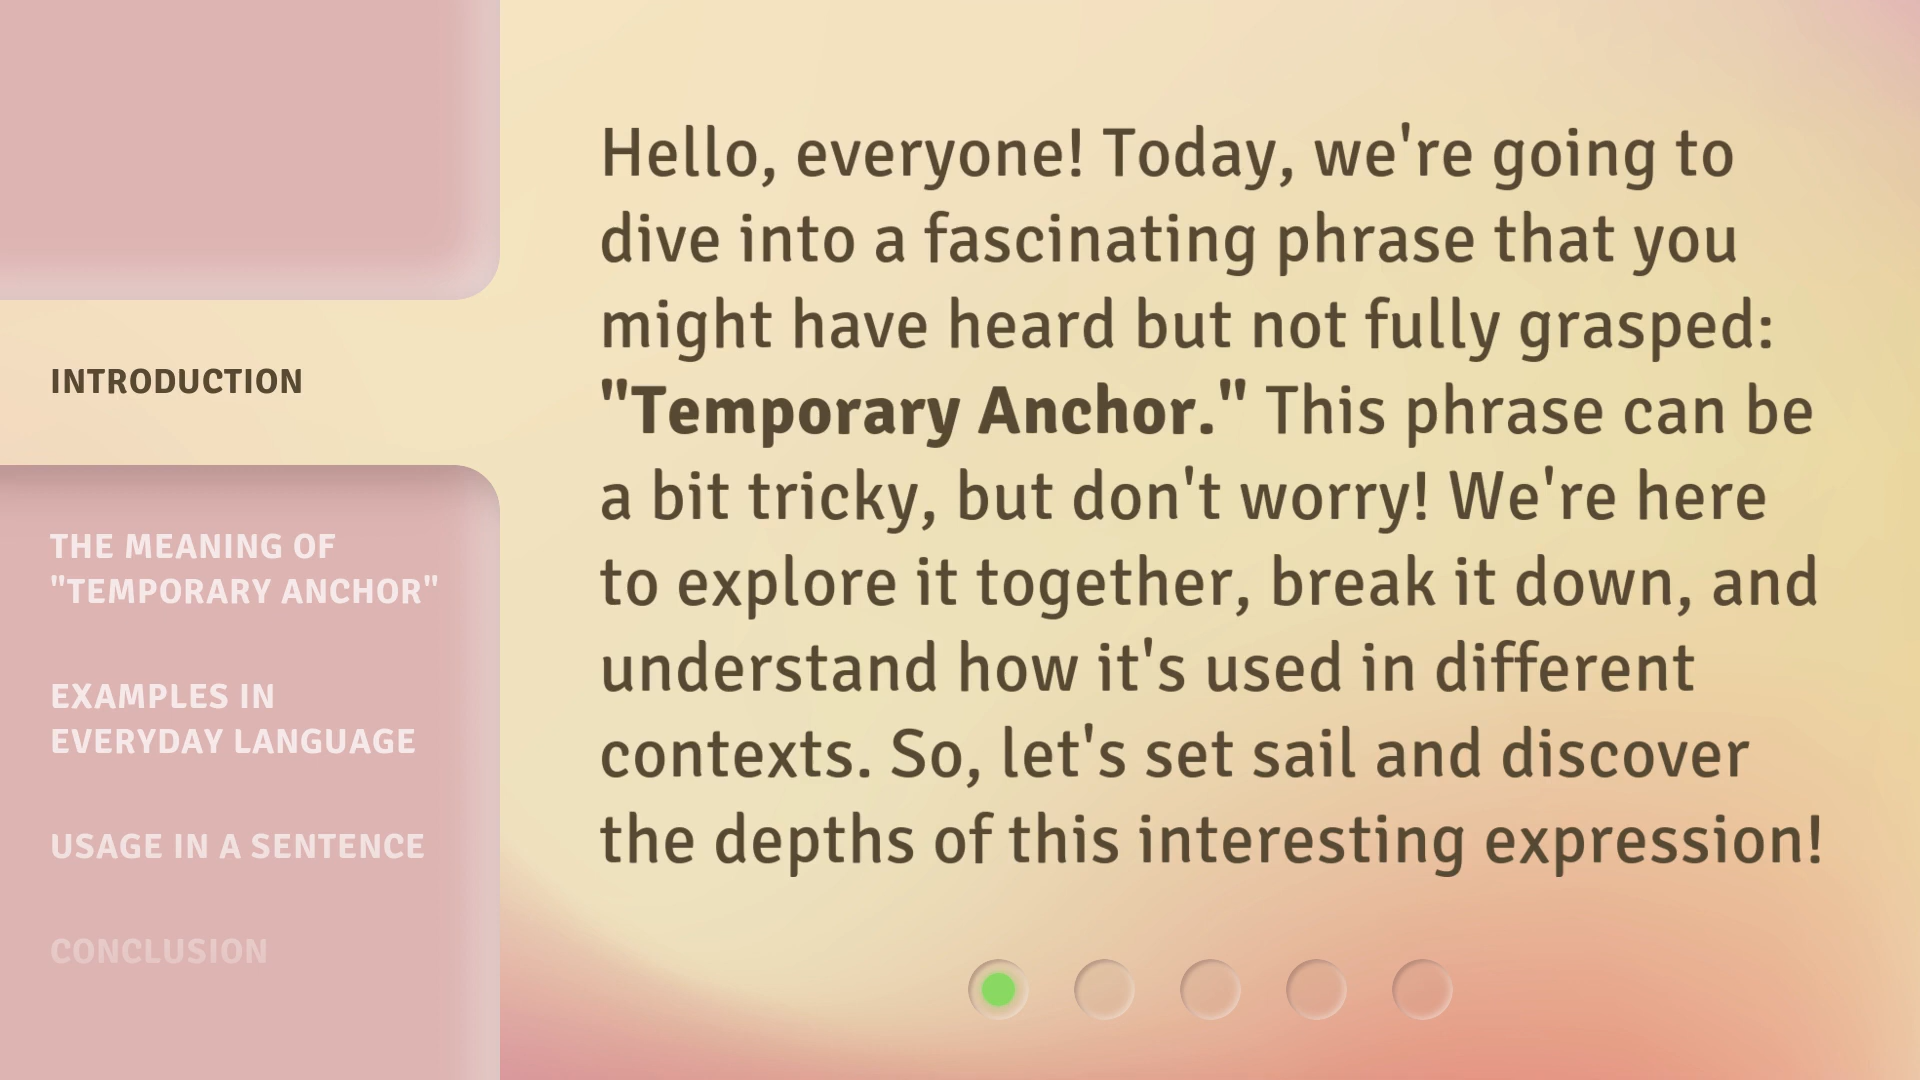 INTRODUCTION
THE MEANING OF
"TEMPORARY ANCHOR"
EXAMPLES IN
EVERYDAY LANGUAGE
USAGE IN A SENTENCE
CONCLUSION
Hello, everyone! Today, we're going to
dive into a fascinating phrase that you
might have heard but not fully grasped:
"Temporary Anchor." This phrase can be
a bit tricky, but don't worry! We're here
to explore it together, break it down, and
understand how it's used in different
contexts. So, let's set sail and discover
the depths of this interesting expression!